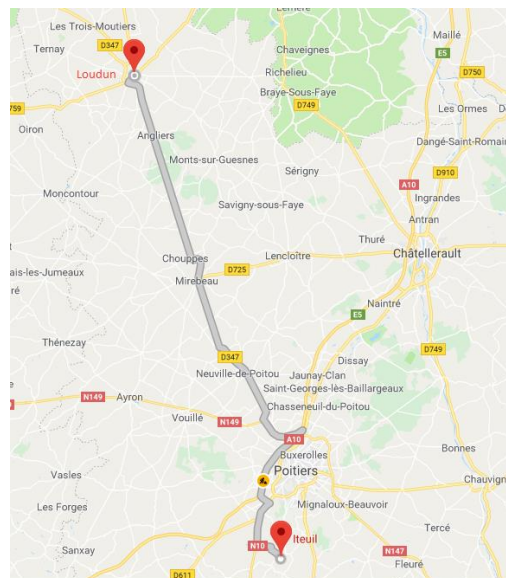 Les Trois-Moutiers
Ternay
D347
Loudun
759
Oiron
Angliers
Monts-sur-Guesnes
Moncontour
Chaveignes
Richelieu
Braye-Sous-Faye
D749
Maillé
E5
D750
Les Ormes
Dangé-Saint-Romain
A10
D910
Ingrandes
Antran
Sérigny
Savigny-sous-Faye
Thuré
Châtellerault
Chouppes
D725
Lencloître
Mirebeau
ais-les-Jumeaux
ré
Naintré
E5
Thénezay
D347
Dissay
D749
Neuville-de-Poitou
Jaunay-Clan
Saint-Georges-lès-Baillargeaux
N149
Ayron
Chasseneuil-du-Poitou
Vouillé
N149
A10
Bonnes
Buxerolles
Poitiers
Vasles
Chauvign
Les Forges
Mignaloux-Beauvoir
Tercé
Sanxay
N10
Iteuil
N147
Fleuré
D611